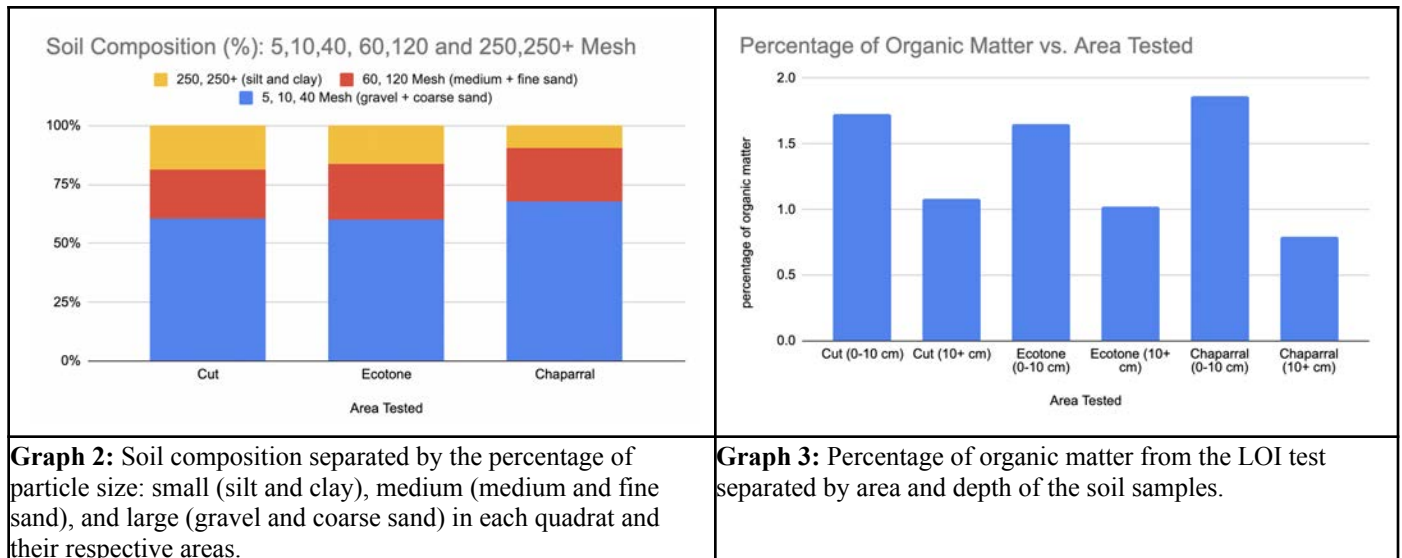 Soil Composition (%): 5,10,40, 60,120 and 250,250+ Mesh
250, 250+ (silt and clay) 60, 120 Mesh (medium + fine sand)
5, 10, 40 Mesh (gravel + coarse sand)
100%
75%
50%
25%
0%
Cut Ecotone Chaparral
Area Tested
Percentage of Organic Matter vs. Area Tested
percentage of organic matter
2.0
1.5
1.0
0.5
0.0
Cut (0-10 cm) Cut (10+ cm) Ecotone Ecotone (10+ Chaparral Chaparral
(0-10 cm) cm) (0-10 cm) (10+ cm)
Area Tested
Graph 2: Soil composition separated by the percentage of
particle size: small (silt and clay), medium (medium and fine
sand), and large (gravel and coarse sand) in each quadrat and
their respective areas.
Graph 3: Percentage of organic matter from the LOI test
separated by area and depth of the soil samples.